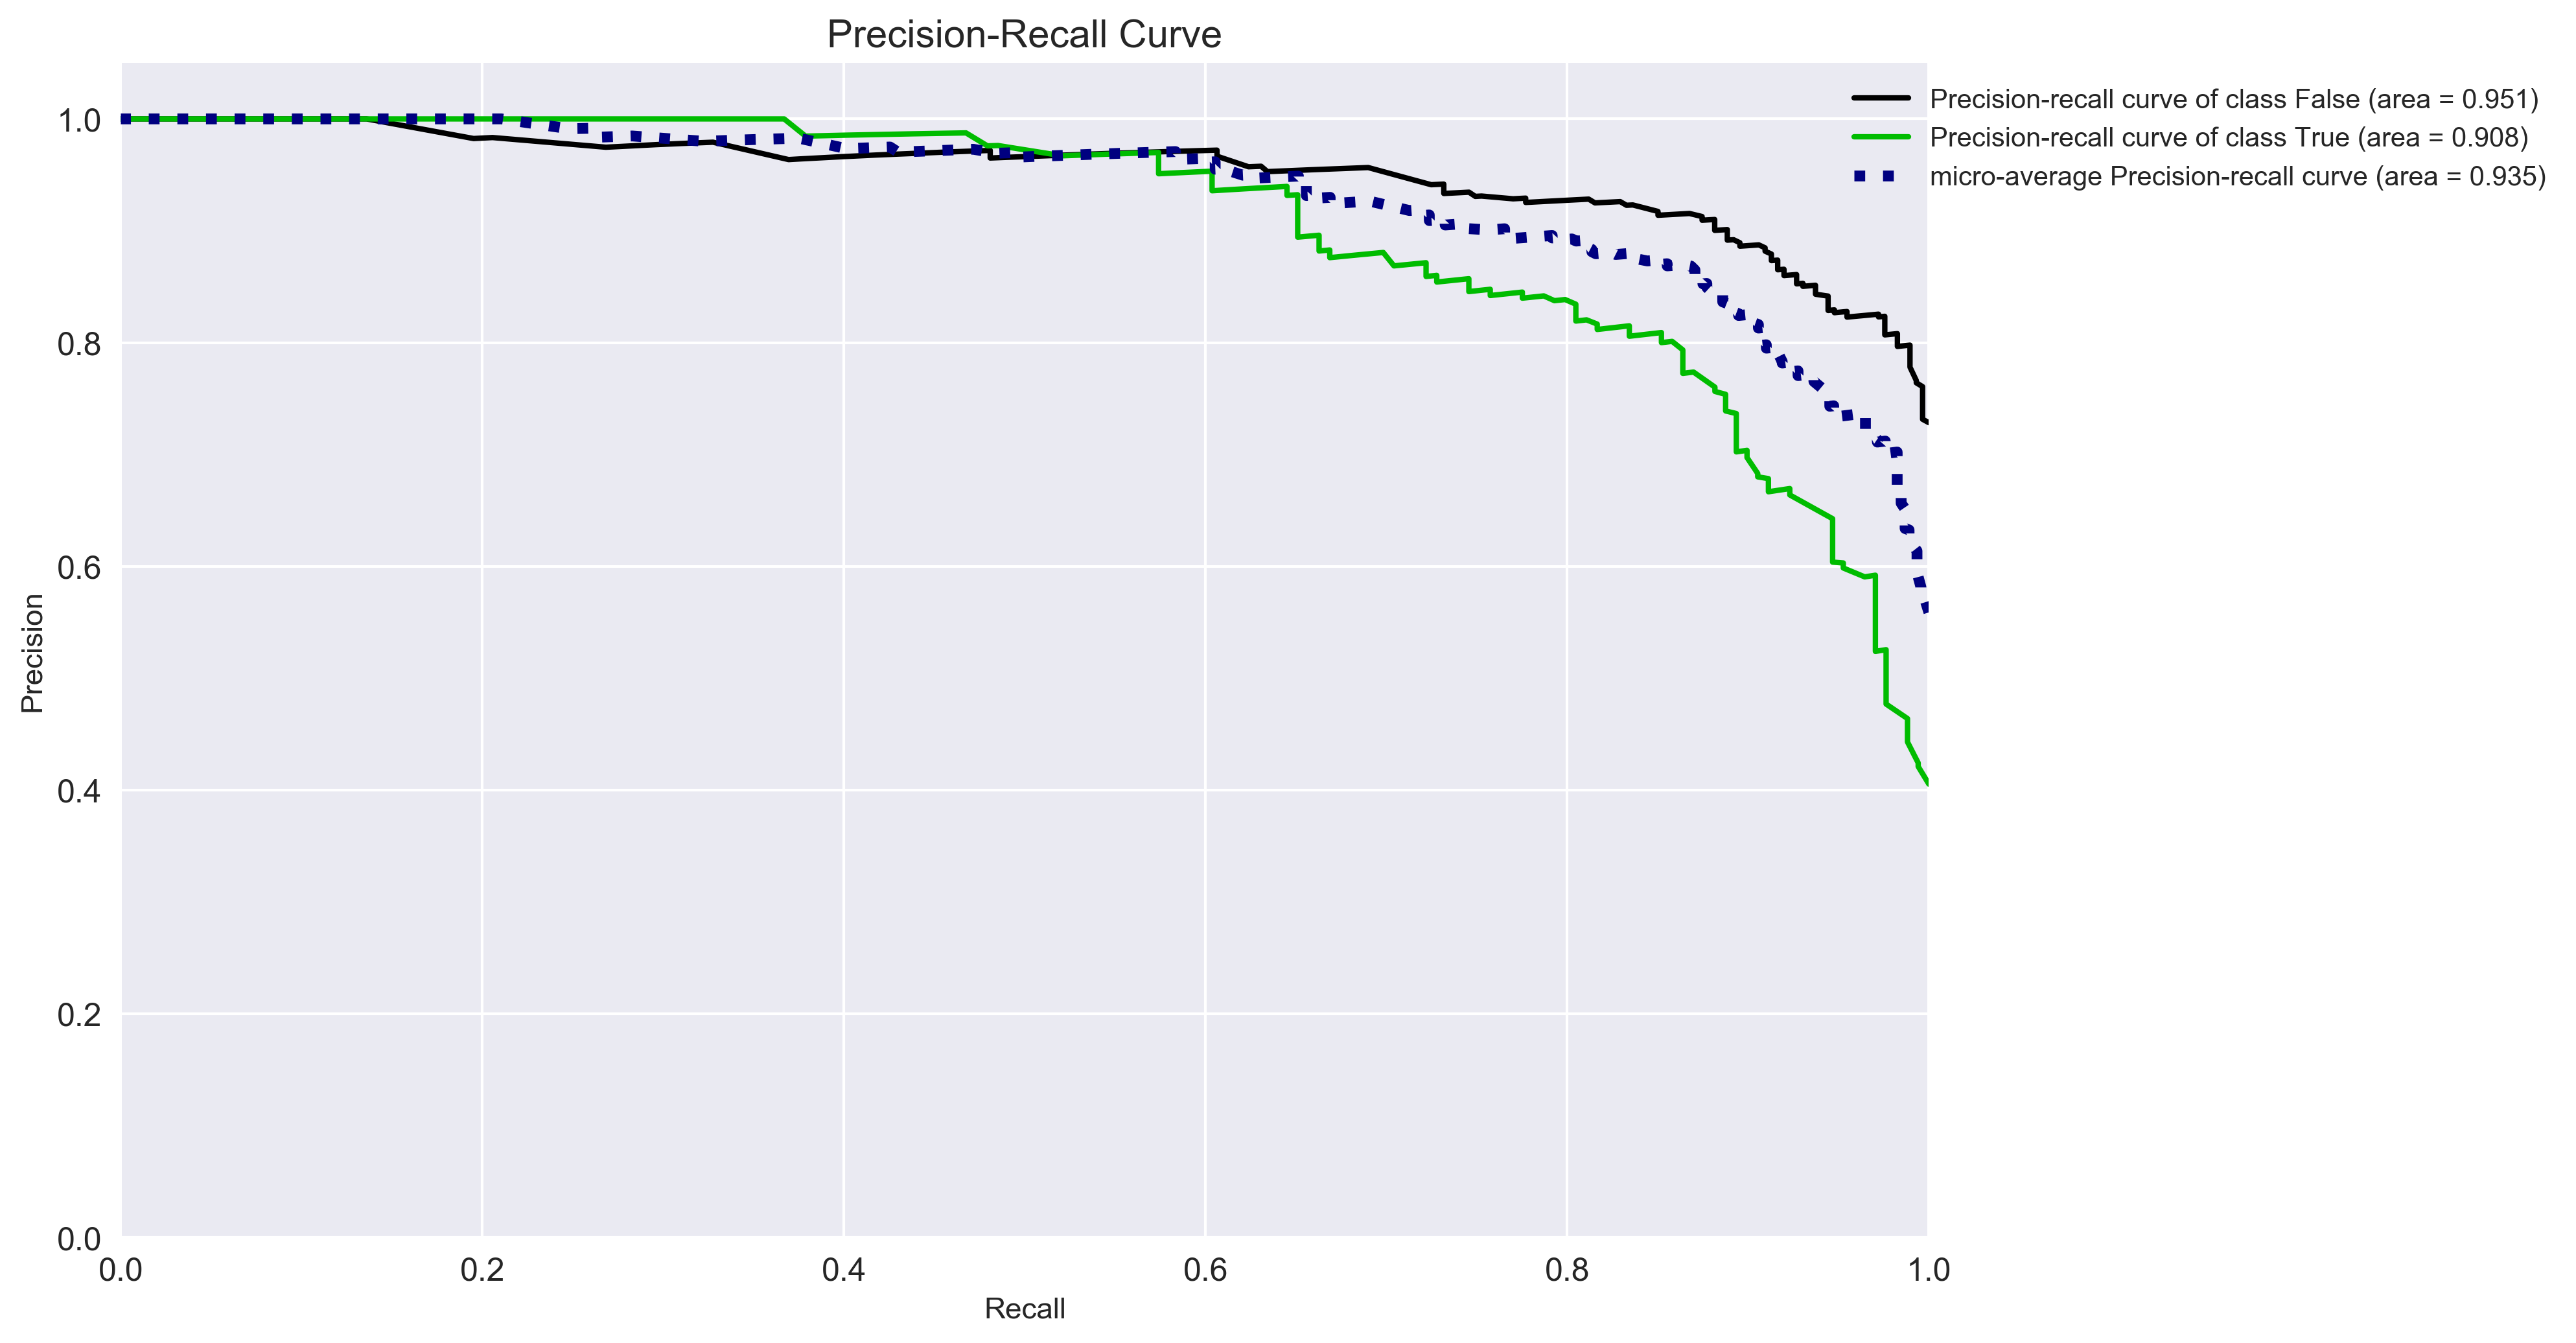 Precision-Recall Curve
1.0
0.8
0.6
0.4
0.2
0.0
Precision
0.0 0.2 0.4 0.6 0.8 1.0
Recall
Precision-recall curve of class False (area = 0.951)
Precision-recall curve of class True (area = 0.908)
micro-average Precision-recall curve (area = 0.935)